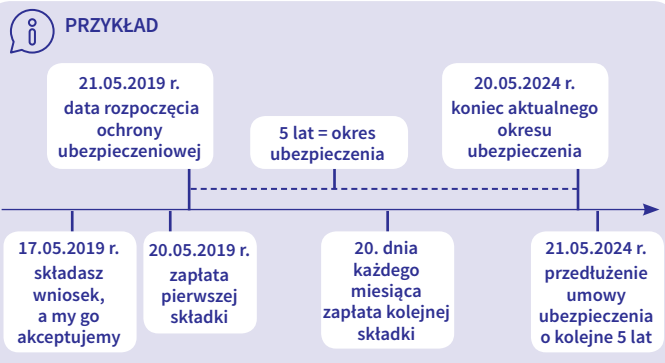 PRZYKŁAD
21.05.2019 r.
data rozpoczęcia
ochrony
ubezpieczeniowej
5 lat = okres
ubezpieczenia
20.05.2024 r.
koniec aktualnego
okresu
ubezpieczenia
17.05.2019 r.
składasz
wniosek,
a my go
akceptujemy
20.05.2019 r.
zapłata
pierwszej
składki
20. dnia
każdego
miesiąca
zapłata kolejnej
składki
21.05.2024 r.
przedłużenie
umowy
ubezpieczenia
o kolejne 5 lat